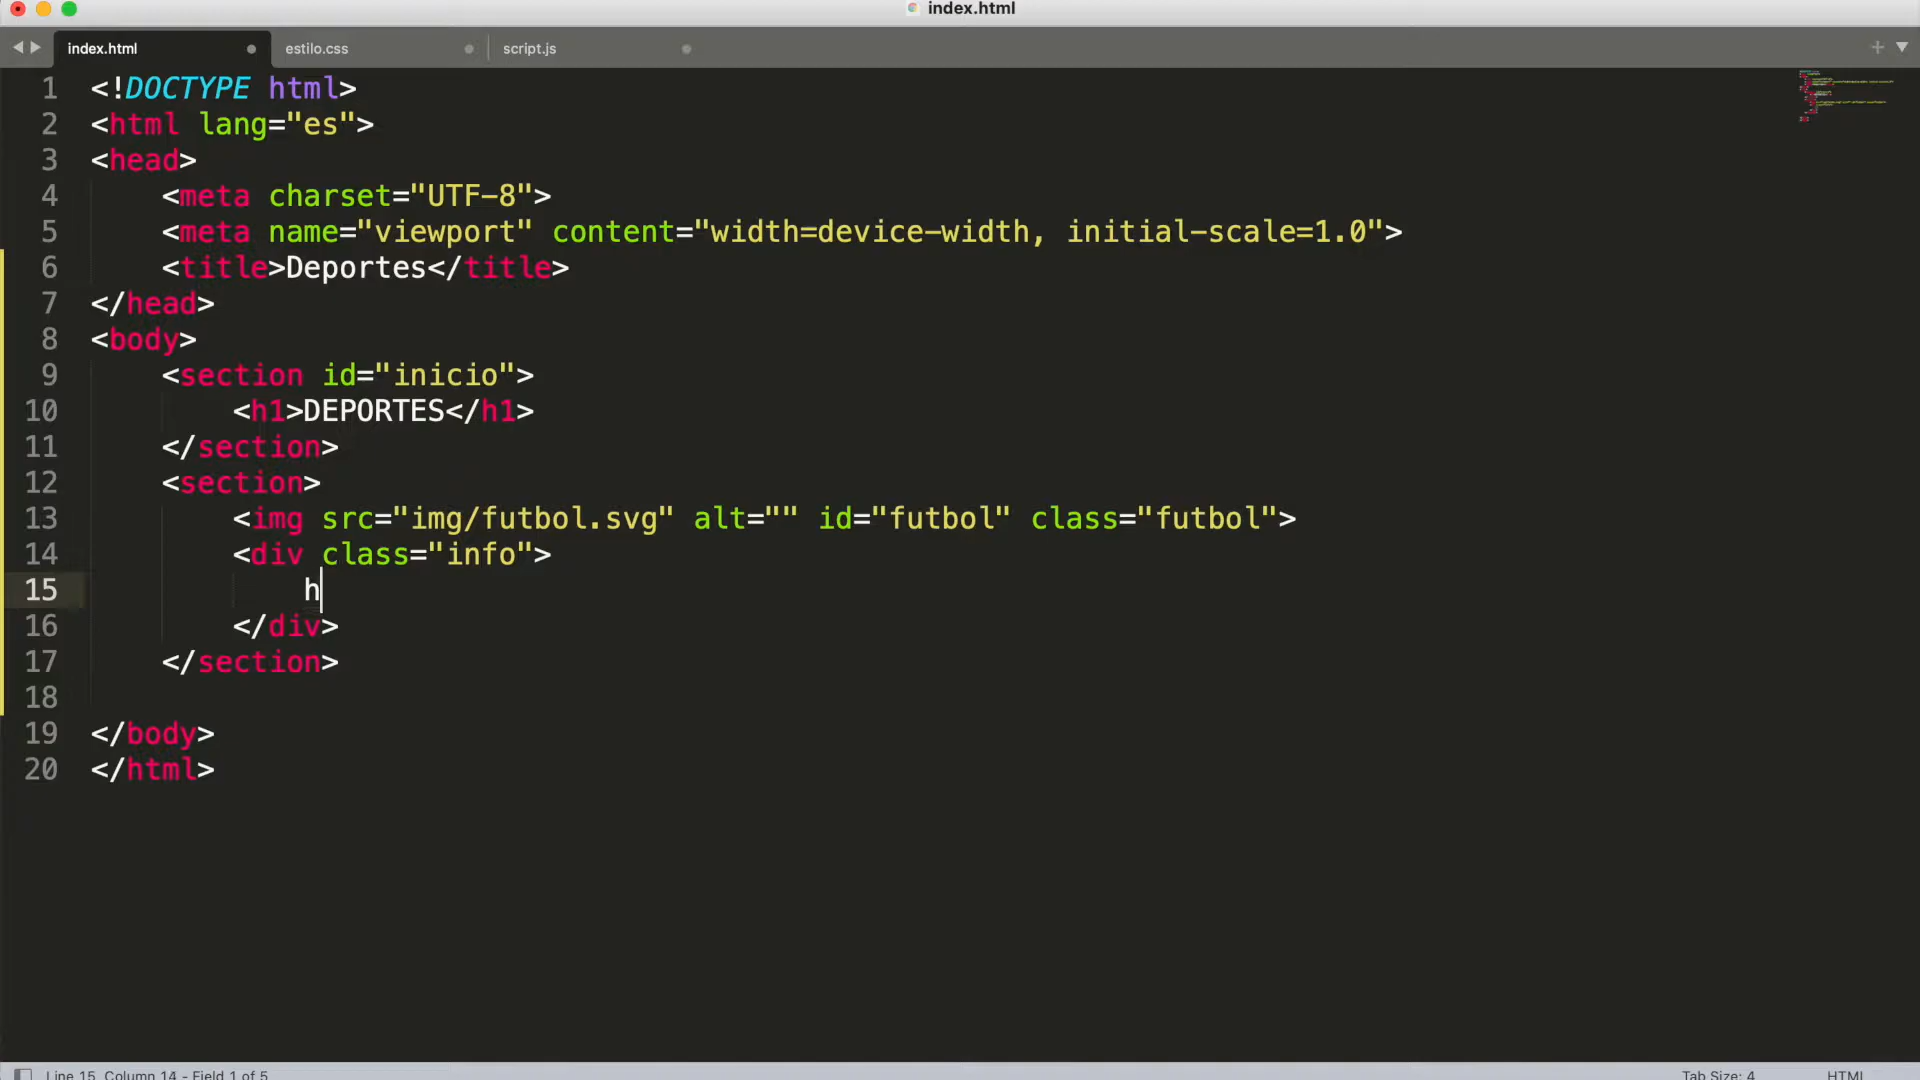 index.html
index.html estilo.css script.js
1 <!DOCTYPE html>
2 <html lang="es">
3 <head>
4 <meta charset="UTF-8">
5 <meta name="viewport" content="width=device-width, initial-scale=1.0">
6 <title>Deportes</title>
7 </head>
8 <body>
9 <section id="inicio">
10 <h1>DEPORTES</h1>
11 </section>
12 <section>
13 <img src="img/futbol.svg" alt="" id="futbol" class="futbol">
14 <div class="info">
15 h
16 </div>
17 </section>
18
19 </body>
20 </html>
Line 15, Column 14 - Field 1 of 5 Tab Size: 4 HTML